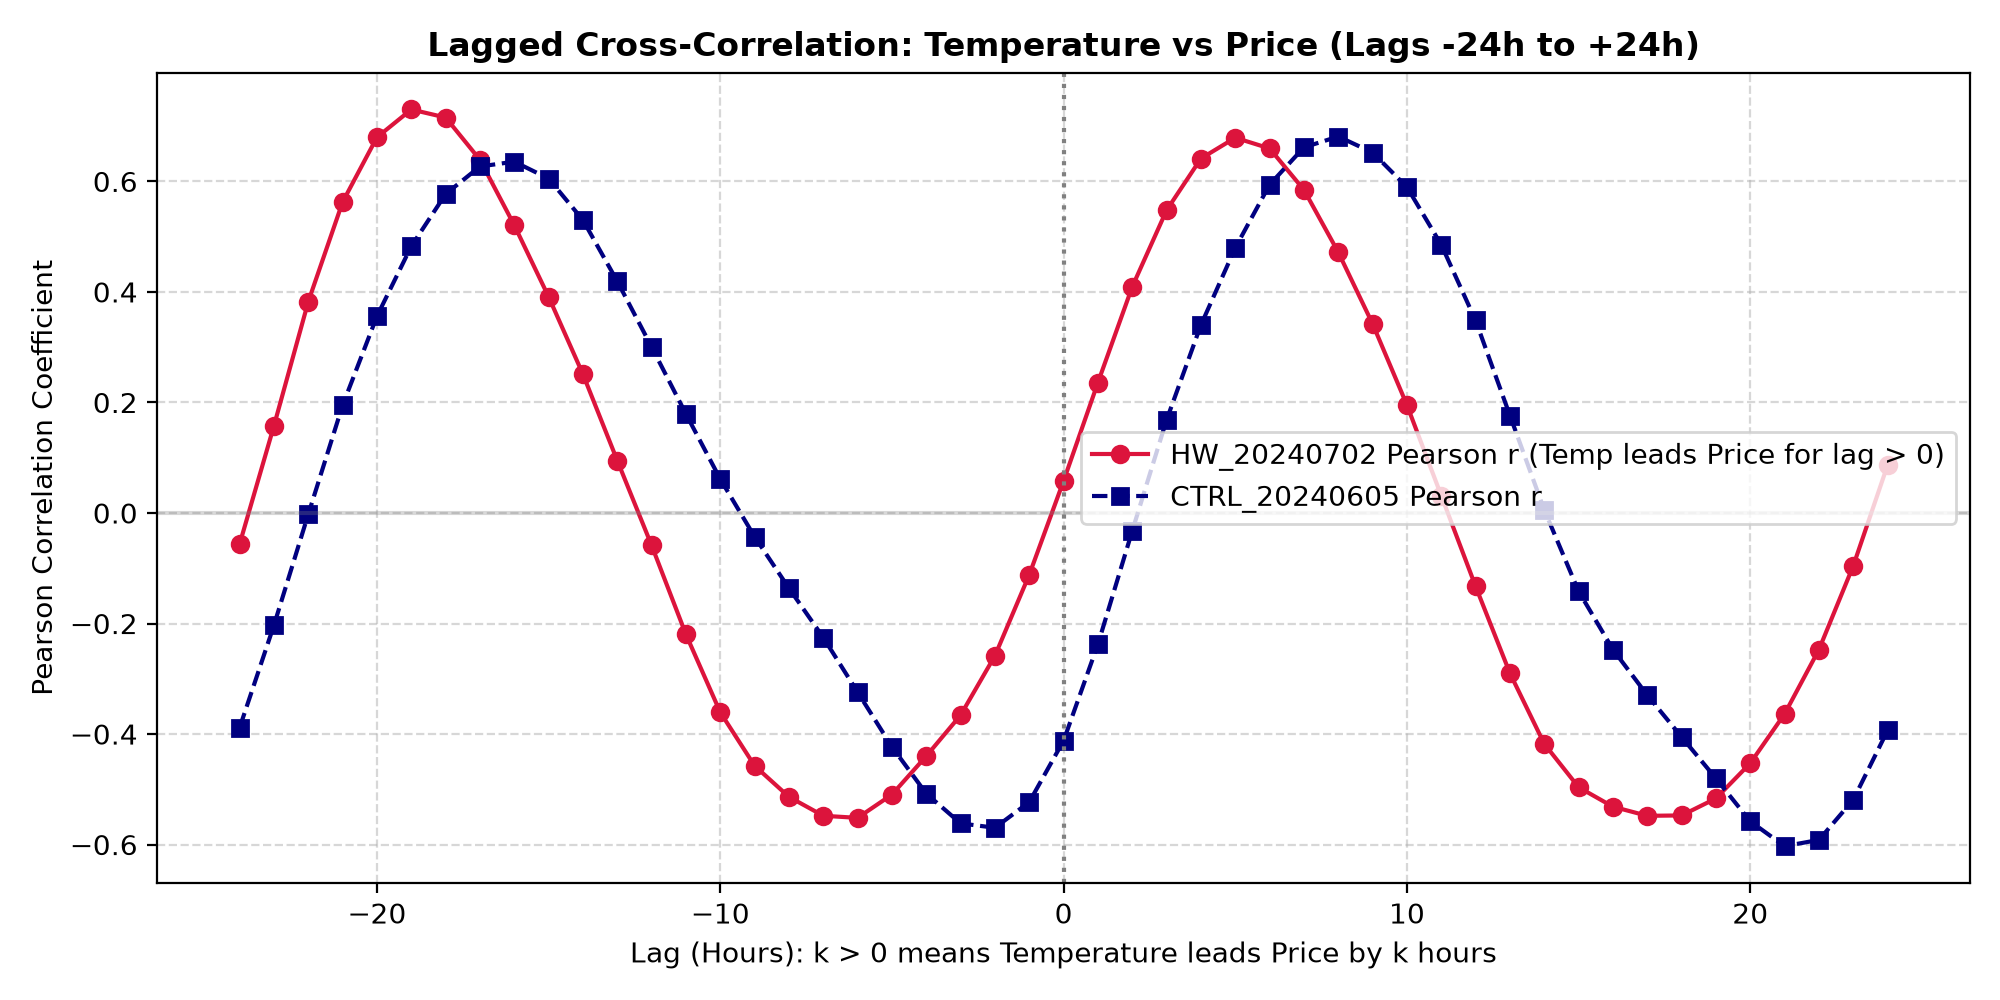 Lagged Cross-Correlation: Temperature vs Price (Lags -24h to +24h)
Pearson Correlation Coefficient
0.6
0.4
0.2
0.0
−0.2
−0.4
−0.6
HW_20240702 Pearson r (Temp leads Price for lag > 0)
CTRL_20240605 Pearson r
−20
−10
0
10
20
Lag (Hours): k > 0 means Temperature leads Price by k hours